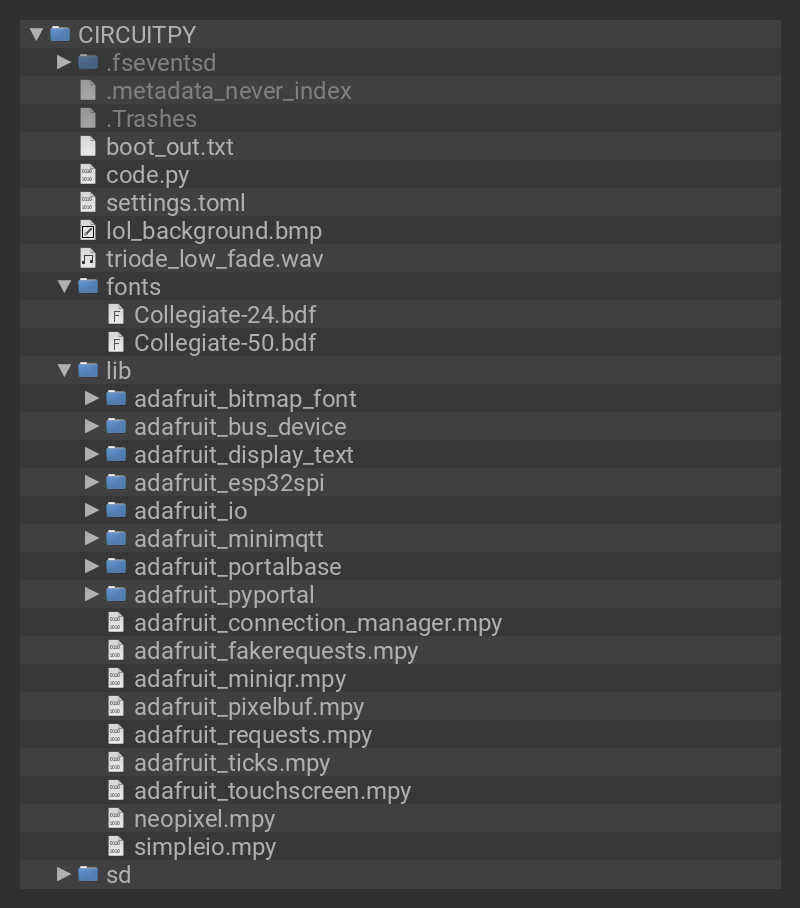 CIRCUITPY
.fseventsd
.metadata_never_index
.Trashes
boot_out.txt
code.py
settings.toml
lol_background.bmp
triode_low_fade.wav
fonts
Collegiate-24.bdf
Collegiate-50.bdf
lib
adafruit_bitmap_font
adafruit_bus_device
adafruit_display_text
adafruit_esp32spi
adafruit_io
adafruit_minimqtt
adafruit_portalbase
adafruit_pyportal
adafruit_connection_manager.mpy
adafruit_fakerequests.mpy
adafruit_miniqr.mpy
adafruit_pixelbuf.mpy
adafruit_requests.mpy
adafruit_ticks.mpy
adafruit_touchscreen.mpy
neopixel.mpy
simpleio.mpy
sd